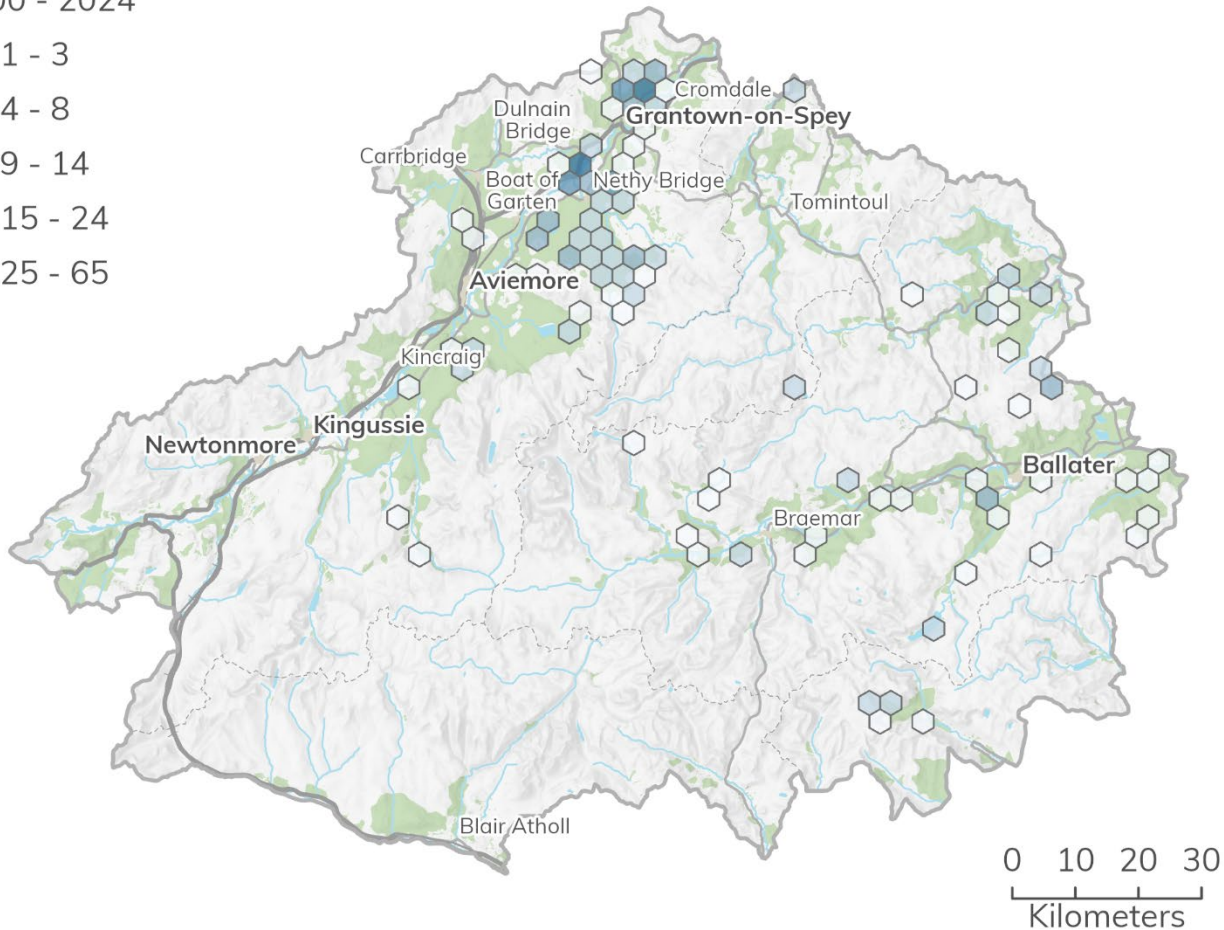 00 - 2024
1 - 3
4 - 8
9 - 14
15 - 24
25 - 65
Cromdale
Dulnain
Bridge
Grantown-on-Spey
Carrbridge
Boat of
Garten
Nethy Bridge
Tomintoul
Aviemore
Kincraig
Kingussie
Newtonmore
Ballater
Braemar
Blair Atholl
0 10 20 30
Kilometers